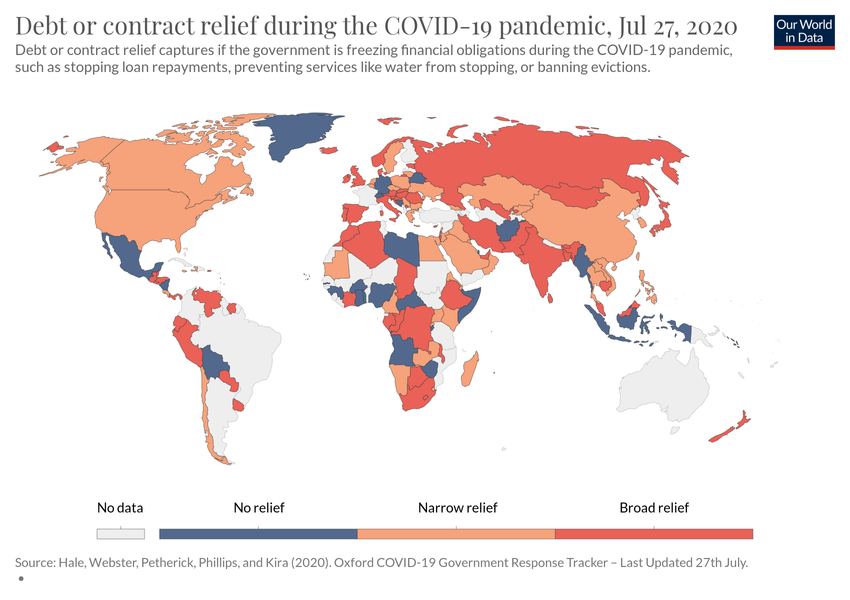 Debt or contract relief during the COVID-19 pandemic, Jul 27, 2020
Our World
in Data
Debt or contract relief captures if the government is freezing financial obligations during the COVID-19 pandemic,
such as stopping loan repayments, preventing services like water from stopping, or banning evictions.
No data
No relief
Narrow relief
Broad relief
Source: Hale, Webster, Petherick, Phillips, and Kira (2020). Oxford COVID-19 Government Response Tracker – Last Updated 27th July.
•